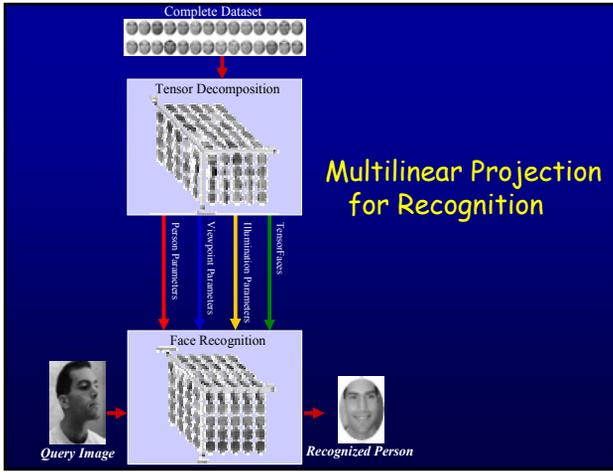 Complete Dataset
Tensor Decomposition
Multilinear Projection
for Recognition
Person Parameters
Viewpoint Parameters
Illumination Parameters
TensorFaces
Face Recognition
Query Image
Recognized Person